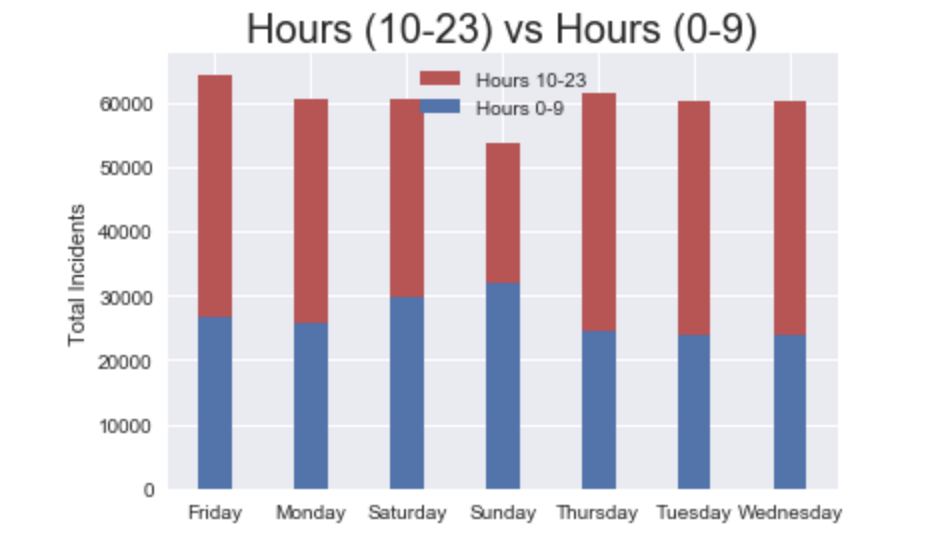 Hours (10-23) vs Hours (0-9)
Hours 10-23
Hours 0-9
Total Incidents
60000
50000
40000
30000
20000
10000
0
Friday Monday Saturday Sunday Thursday Tuesday Wednesday